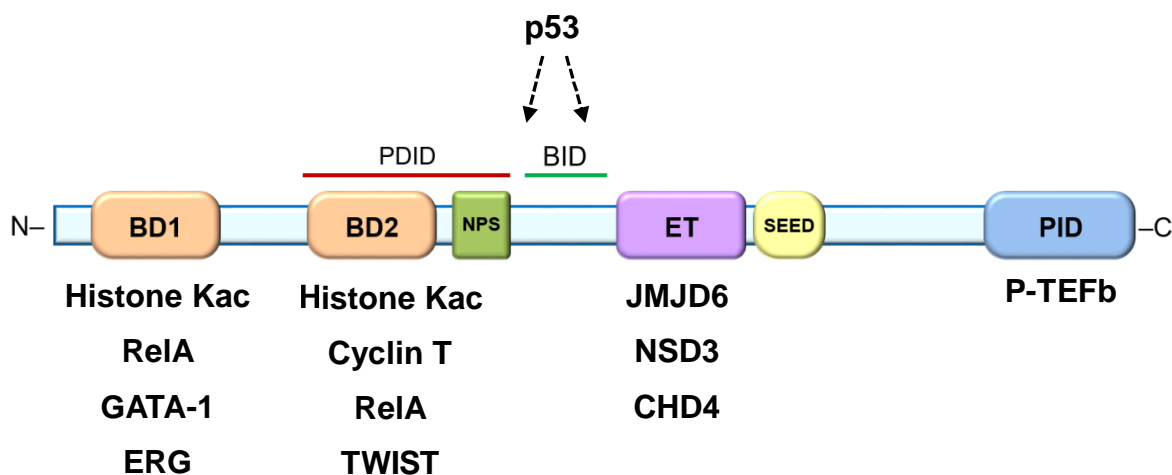 p53
PDID BID
N– BD1 BD2 NPS ET SEED PID –C
Histone Kac Histone Kac JMJD6 P-TEFb
RelA Cyclin T NSD3
GATA-1 RelA CHD4
ERG TWIST